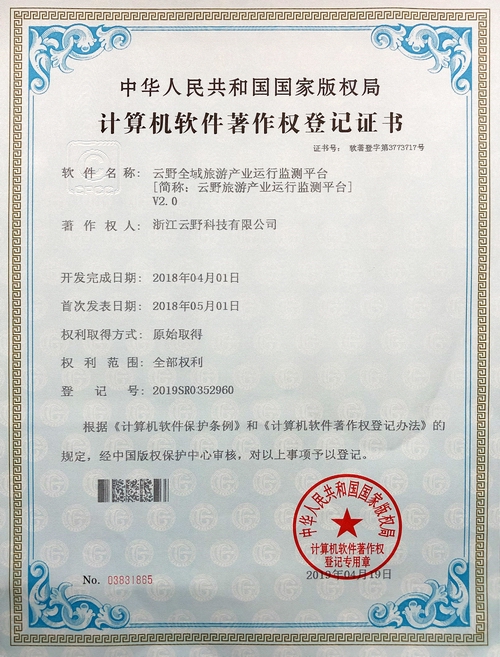 中华人民共和国国家版权局
计算机软件著作权登记证书
证书号： 软著登字第3773717号
软件名称： 云野全域旅游产业运行监测平台
[简称：云野旅游产业运行监测平台]
V2.0
著作权人： 浙江云野科技有限公司
开发完成日期： 2018年04月01日
首次发表日期： 2018年05月01日
权利取得方式： 原始取得
权利范围： 全部权利
登记号： 2019SR0352960
根据《计算机软件保护条例》和《计算机软件著作权登记办法》的
规定，经中国版权保护中心审核，对以上事项予以登记。
中华人民共和国国家版权局
计算机软件著作权
登记专用章
No. 03831865
2019年04月19日